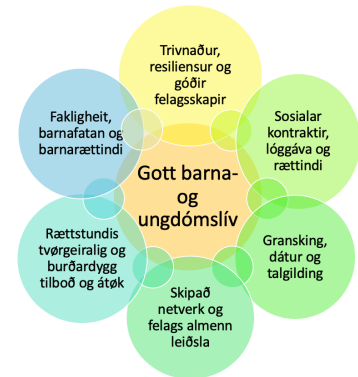 Trivnaður,
resiliensur og
góðir
felagsskapir
Sosialar
kontraktir,
lóggáva og
rættindi
Gransking,
dátur og
talgilding
Skipað
netverk og
felags almenn
leiðsla
Rættstundis
tvørgeiralig og
burðardygg
tilboð og átøk
Fakligheit,
barnafatan og
barnarættindi
Gott barna-
og
ungdómslív